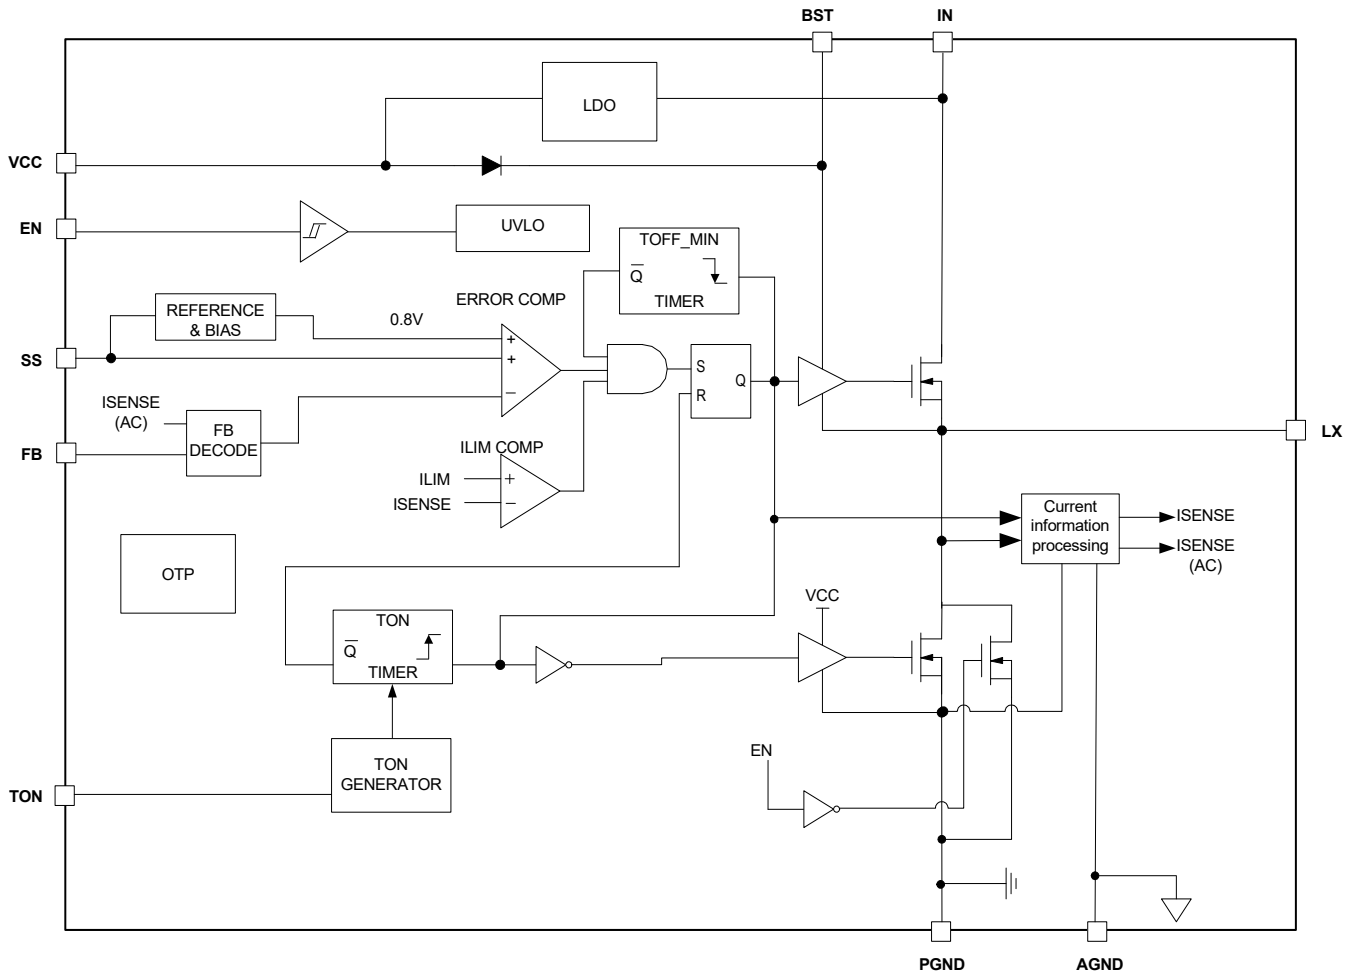 BST
IN
LDO
VCC
EN
UVLO
TOFF_MIN
Q
TIMER
ERROR COMP
REFERENCE
& BIAS
0.8V
+
+
−
SS
S
R
Q
ISENSE
(AC)
FB
DECODE
FB
LX
ILIM COMP
ILIM
+
ISENSE
−
Current
information
processing
ISENSE
ISENSE
(AC)
OTP
VCC
TON
Q
TIMER
EN
TON
GENERATOR
TON
PGND
AGND